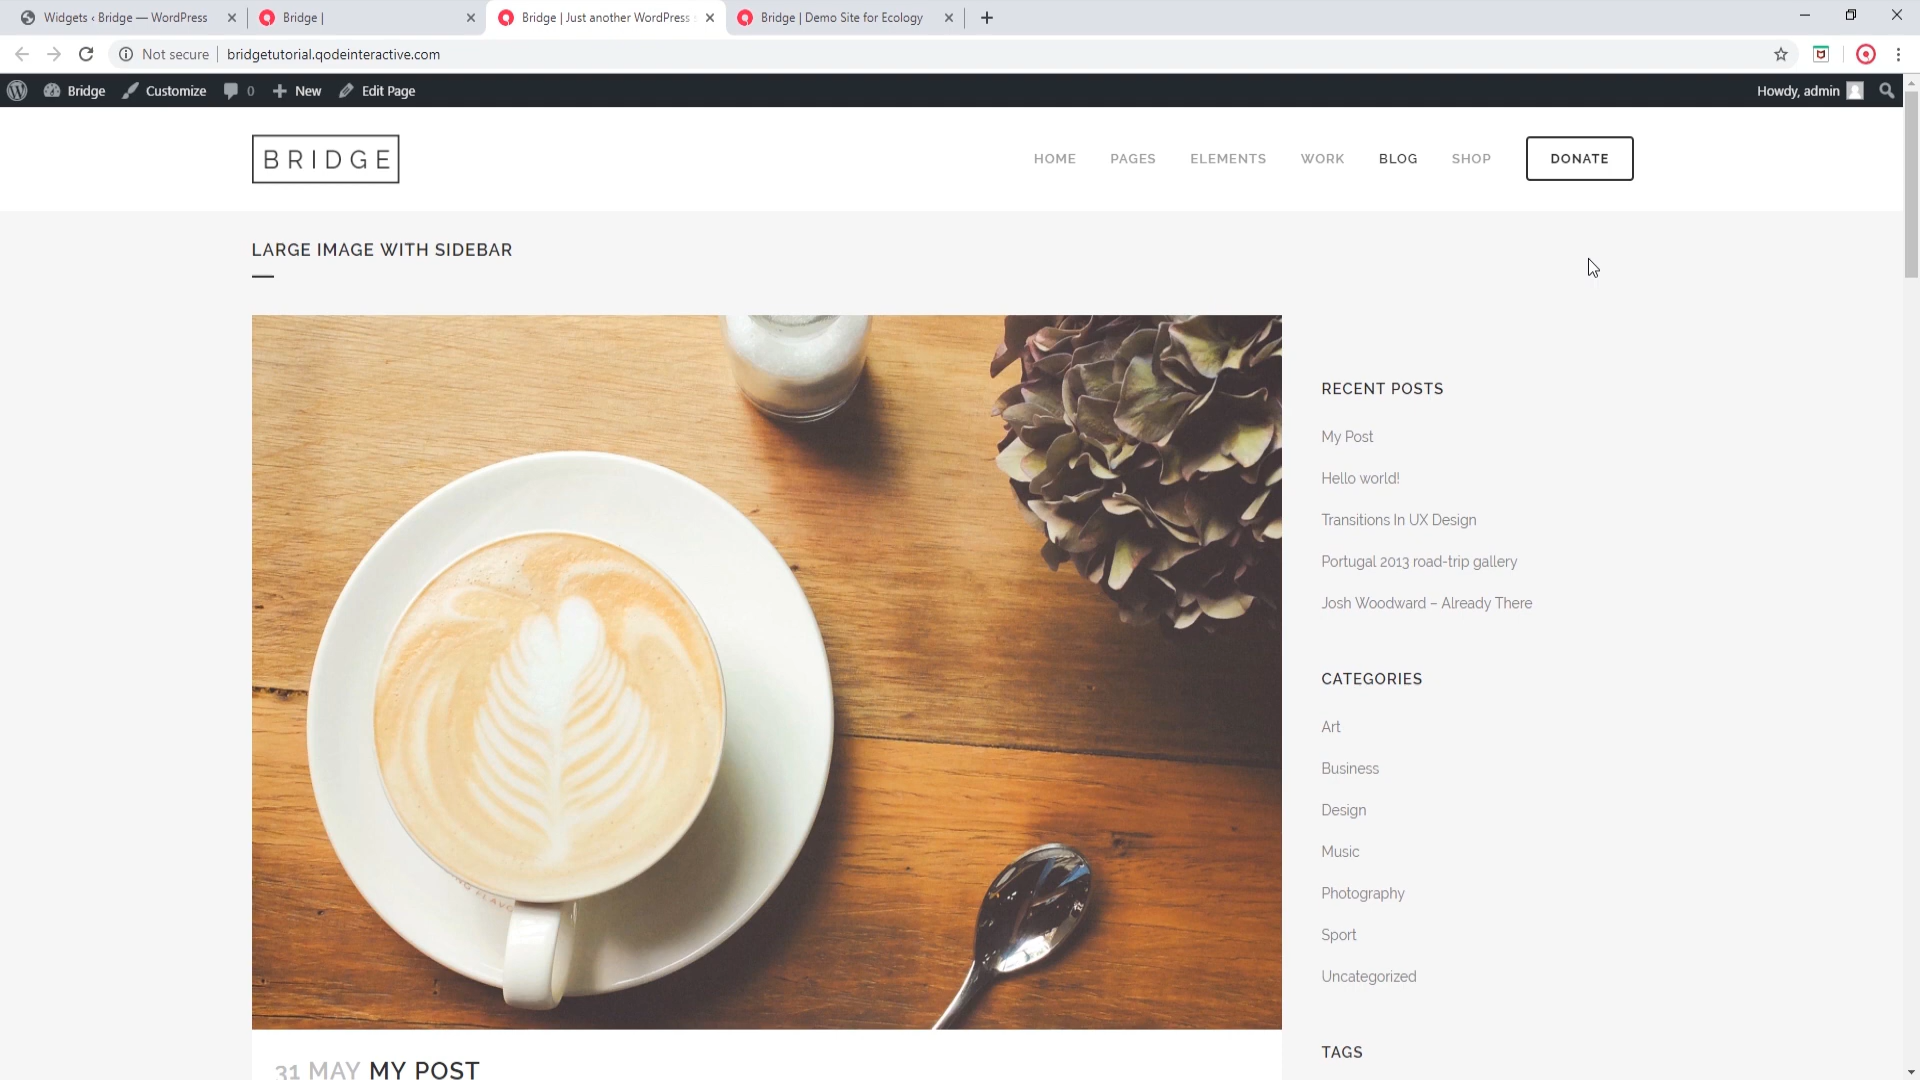 Widgets ‹ Bridge — WordPress
Bridge |
Bridge | Just another WordPress
Bridge | Demo Site for Ecology
Not secure
bridgetutorial.qodeinteractive.com
Bridge
Customize
0
New
Edit Page
Howdy, admin
BRIDGE
HOME
PAGES
ELEMENTS
WORK
BLOG
SHOP
DONATE
LARGE IMAGE WITH SIDEBAR
RECENT POSTS
My Post
Hello world!
Transitions In UX Design
Portugal 2013 road-trip gallery
Josh Woodward – Already There
CATEGORIES
Art
Business
Design
Music
Photography
Sport
Uncategorized
TAGS
31 MAY MY POST